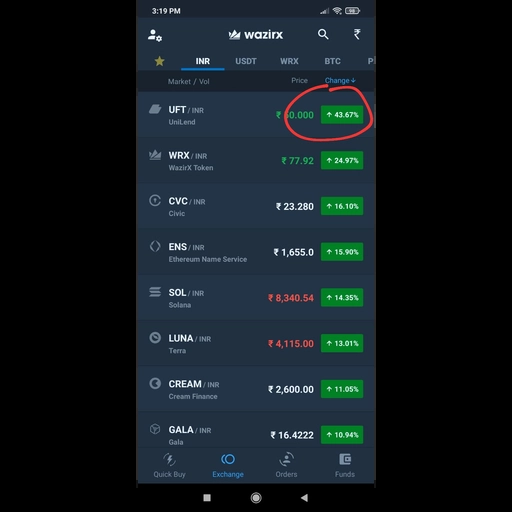 3:19 PM 98
wazirx ₹
INR USDT WRX BTC
Market / Vol Price Change↓
UFT / INR ↑ 43.67%
UniLend
WRX / INR ₹ 77.92 ↑ 24.97%
WazirX Token
CVC / INR ₹ 23.280 ↑ 16.10%
Civic
ENS / INR ₹ 1,655.0 ↑ 15.90%
Ethereum Name Service
SOL / INR ₹ 8,340.54 ↑ 14.35%
Solana
LUNA / INR ₹ 4,115.00 ↑ 13.01%
Terra
CREAM / INR ₹ 2,600.00 ↑ 11.05%
Cream Finance
GALA / INR ₹ 16.4222 ↑ 10.94%
Gala
Quick Buy Exchange Orders Funds